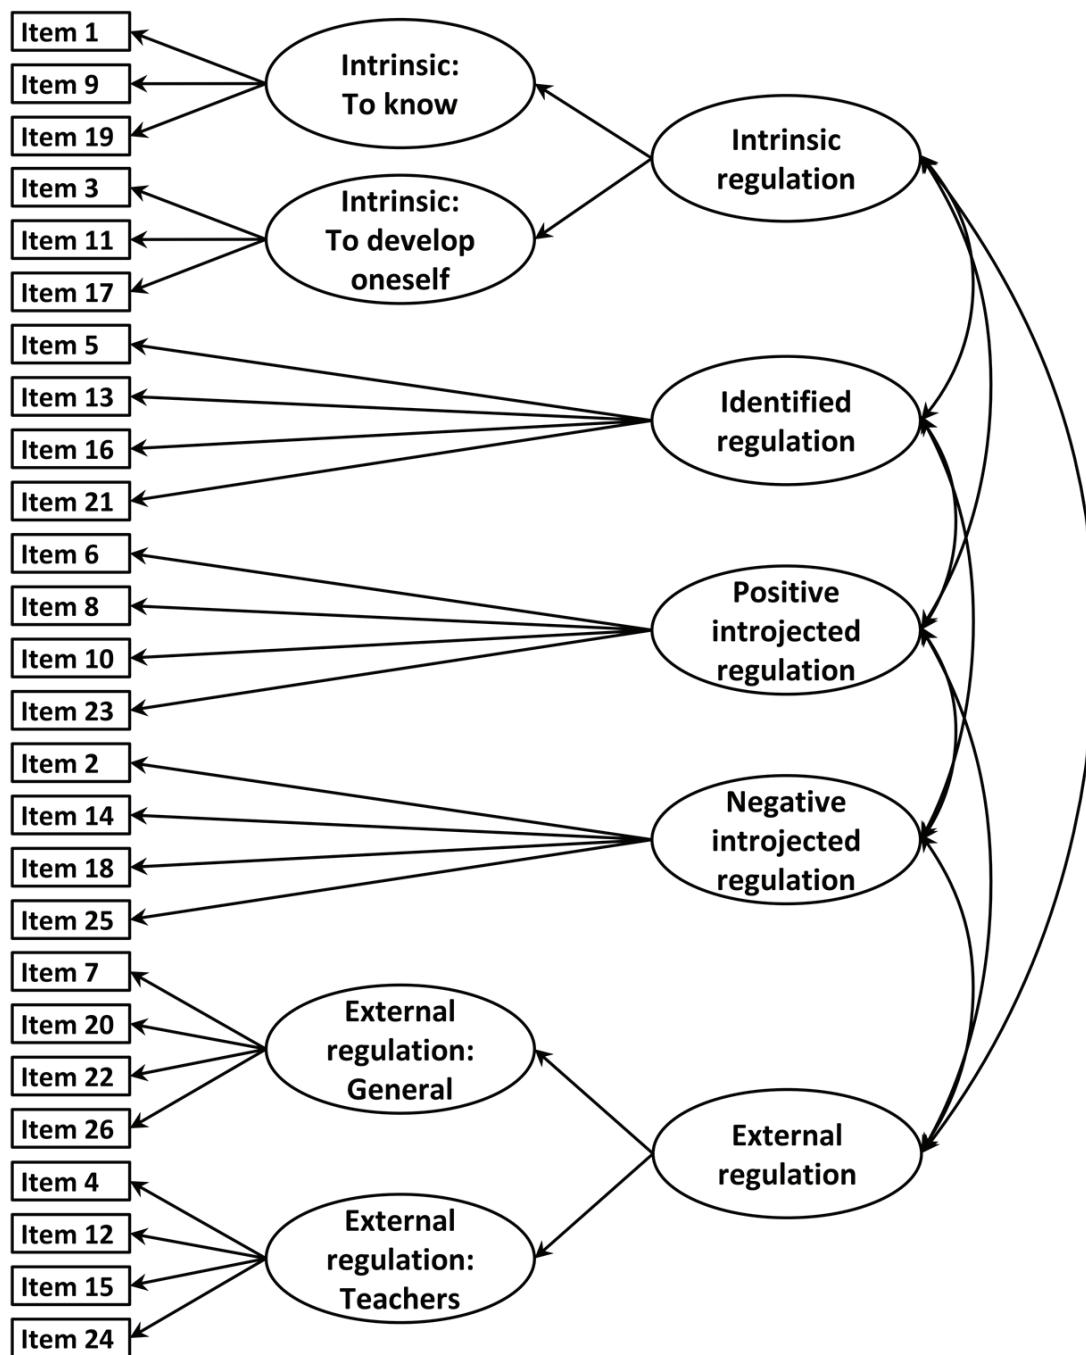 Item 1
Item 9
Item 19
Item 3
Item 11
Item 17
Item 5
Item 13
Item 16
Item 21
Item 6
Item 8
Item 10
Item 23
Item 2
Item 14
Item 18
Item 25
Item 7
Item 20
Item 22
Item 26
Item 4
Item 12
Item 15
Item 24
Intrinsic:
To know
Intrinsic:
To develop
oneself
External
regulation:
General
External
regulation:
Teachers
Intrinsic
regulation
Identified
regulation
Positive
introjected
regulation
Negative
introjected
regulation
External
regulation